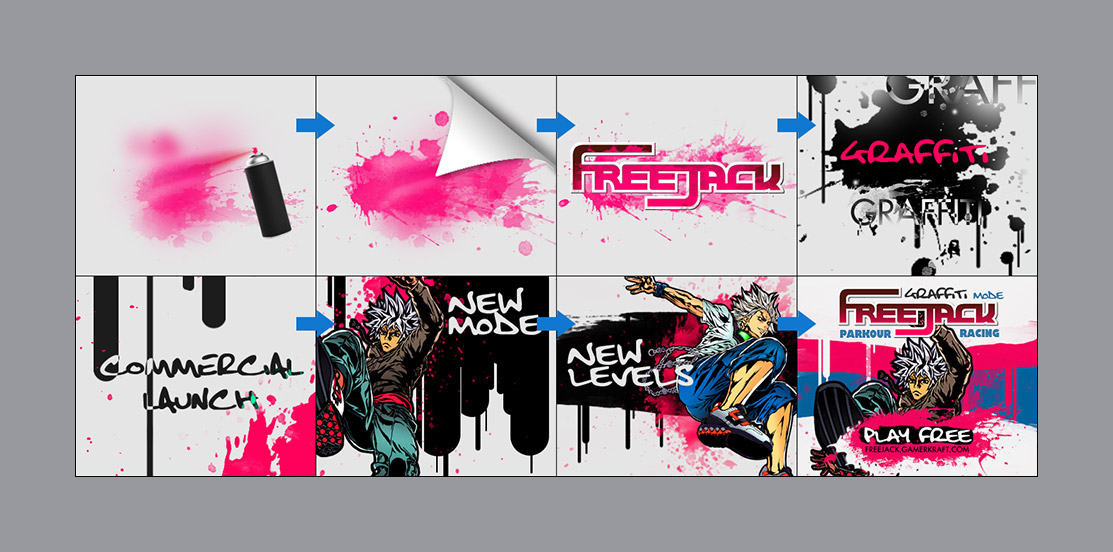 FREEJACK
GRAFF
GRAFFiTi
GRAFFITI
COMMERCiAL
LAUNCH
NEW
MODE
NEW
LEVELS
GRAFFiTi MODE
FREEJACK
PARKOUR RACING
PLAY FREE
FREEJACK.GAMERKRAFT.COM